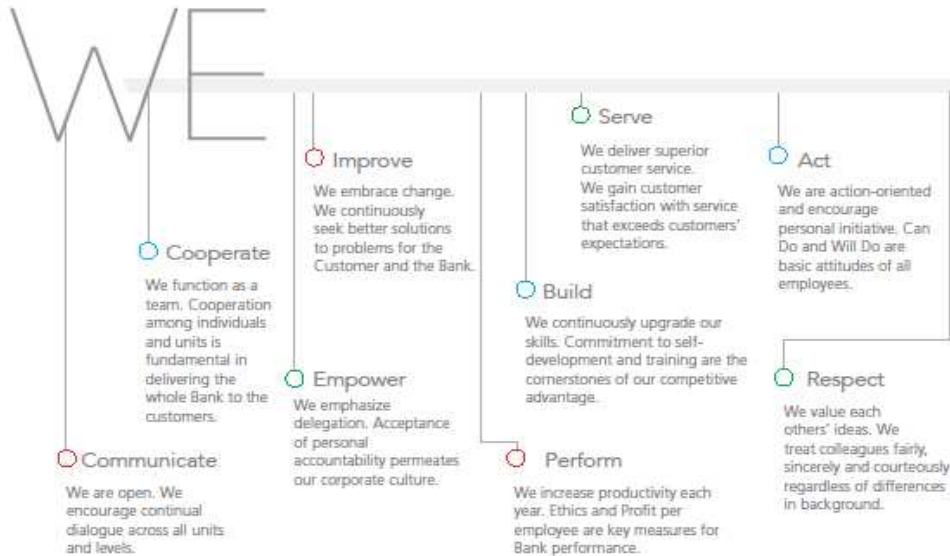 WE
Communicate
We are open. We
encourage continual
dialogue across all units
and levels.
Cooperate
We function as a
team. Cooperation
among individuals
and units is
fundamental in
delivering the
whole Bank to the
customers.
Empower
We emphasize
delegation. Acceptance
of personal
accountability permeates
our corporate culture.
Improve
We embrace change.
We continuously
seek better solutions
to problems for the
Customer and the Bank.
Perform
We increase productivity each
year. Ethics and Profit per
employee are key measures for
Bank performance.
Build
We continuously upgrade our
skills. Commitment to self-
development and training are the
cornerstones of our competitive
advantage.
Serve
We deliver superior
customer service.
We gain customer
satisfaction with service
that exceeds customers'
expectations.
Act
We are action-oriented
and encourage
personal initiative. Can
Do and Will Do are
basic attitudes of all
employees.
Respect
We value each
others' ideas. We
treat colleagues fairly,
sincerely and courteously
regardless of differences
in background.